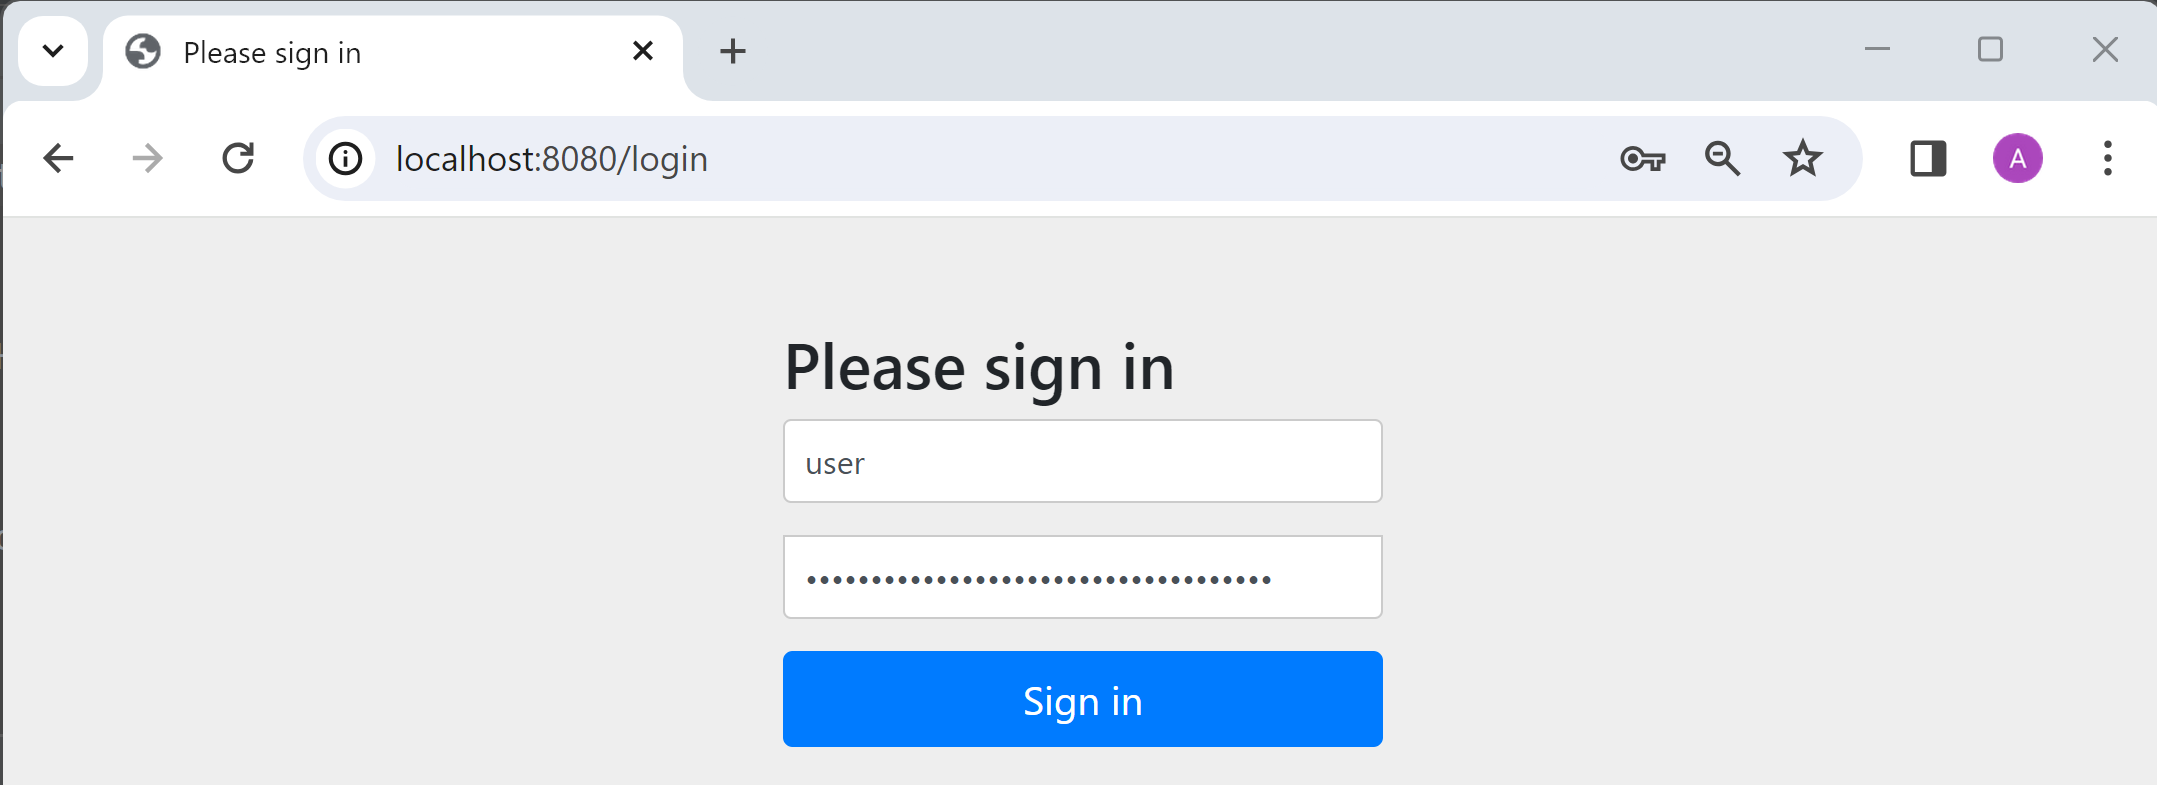 Please sign in
localhost:8080/login
A
Please sign in
user
••••••••••••••••••••••••••••••••••••
Sign in